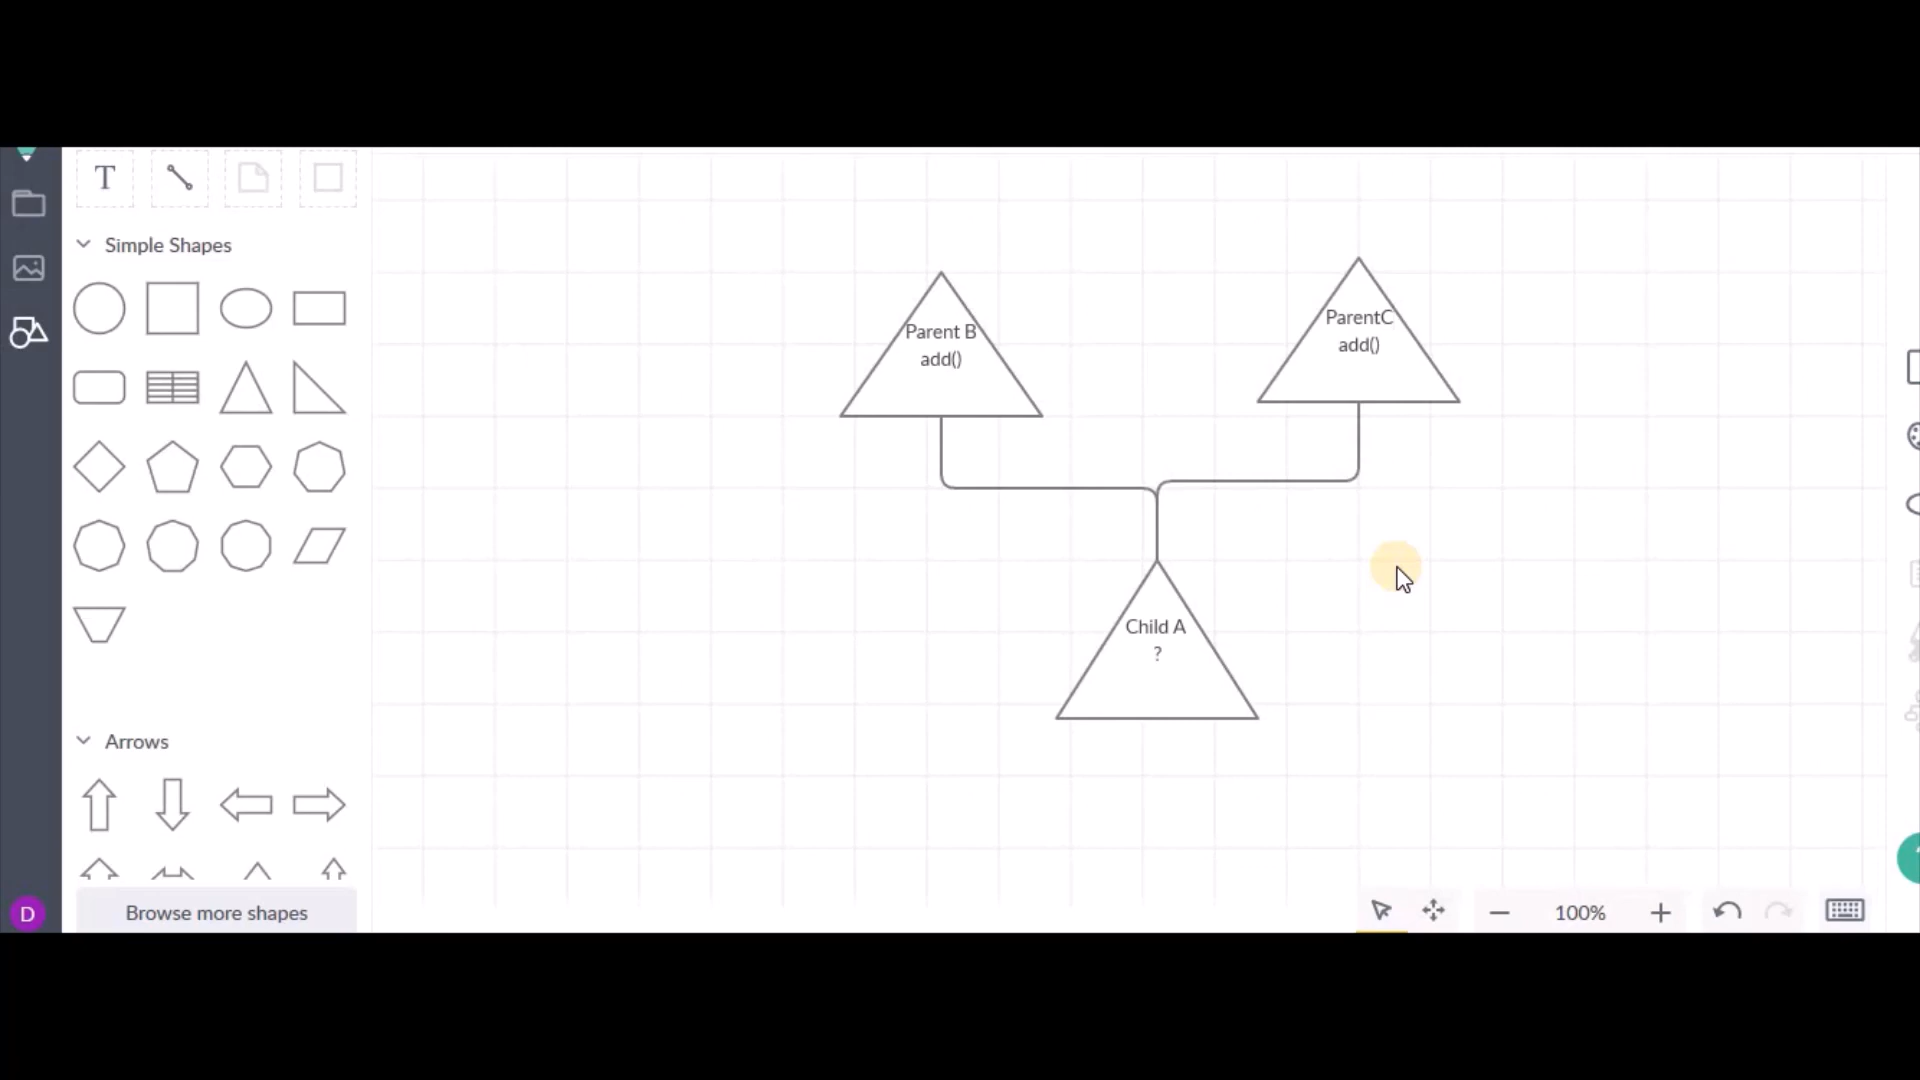 T
Simple Shapes
Parent B
add()
ParentC
add()
Child A
?
Arrows
D
Browse more shapes
100%